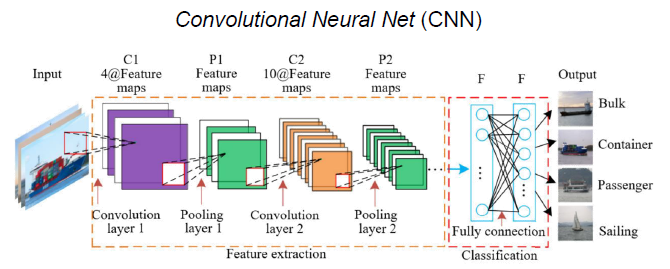 Convolutional Neural Net (CNN)
Input
C1
4@Feature
maps
P1
Feature
maps
C2
10@Feature
maps
P2
Feature
maps
F
F
Output
Bulk
Container
Passenger
Sailing
Convolution
layer 1
Pooling
layer 1
Convolution
layer 2
Pooling
layer 2
Fully connection
Feature extraction
Classification